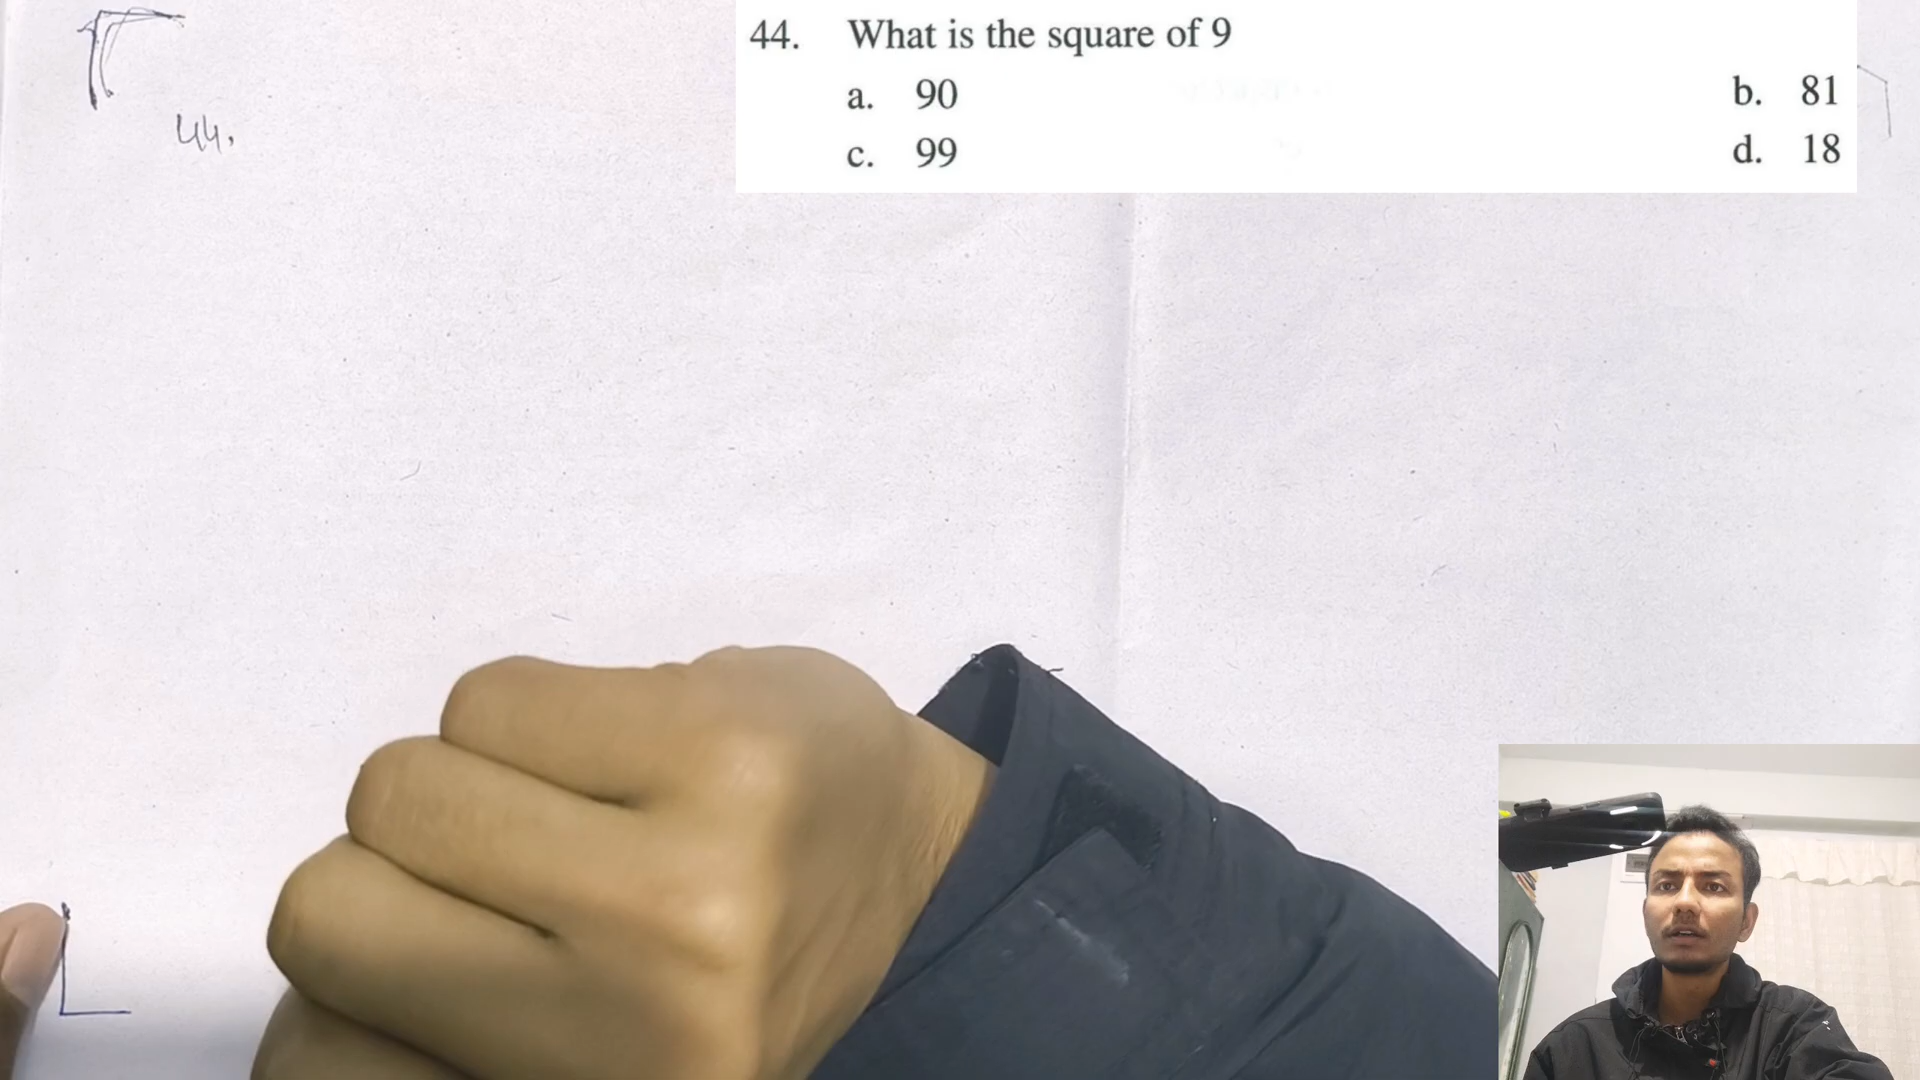 44. What is the square of 9
a. 90 b. 81
c. 99 d. 18
44.